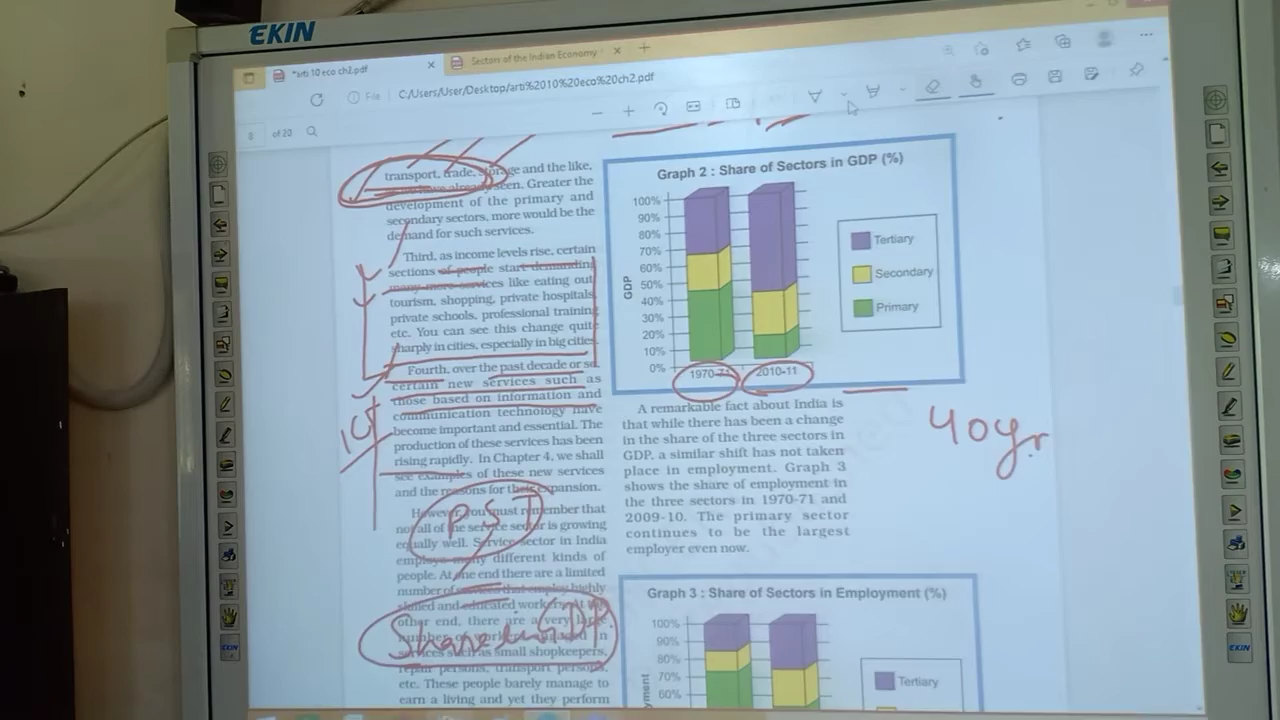 EKIN
*arti 10 eco ch2.pdf
Sectors of the Indian Economy
File C:/Users/User/Desktop/arti%2010%20eco%20ch2.pdf
8 of 20
transport, trade, storage and the like,
seen. Greater the
development of the primary and
secondary sectors, more would be the
demand for such services.
Third, as income levels rise, certain
sections of people start demanding
many more services like eating out,
tourism, shopping, private hospitals,
private schools, professional training
etc. You can see this change quite
sharply in cities, especially in big cities.
Fourth, over the past decade or so,
certain new services such as
those based on information and
communication technology have
become important and essential. The
production of these services has been
rising rapidly. In Chapter 4, we shall
see examples of these new services
and the reasons for their expansion.
However, you must remember that
not all of the service sector is growing
equally well. Service sector in India
employs many different kinds of
people. At the end there are a limited
number of services that employ highly
skilled and educated workers. At the
other end, there are a very large
number of workers engaged in
services such as small shopkeepers,
repair persons, transport persons,
etc. These people barely manage to
earn a living and yet they perform
P S T
Share in GDP
Graph 2 : Share of Sectors in GDP (%)
GDP
100%
90%
80%
70%
60%
50%
40%
30%
20%
10%
0%
1970-71
2010-11
Tertiary
Secondary
Primary
40yr
A remarkable fact about India is
that while there has been a change
in the share of the three sectors in
GDP, a similar shift has not taken
place in employment. Graph 3
shows the share of employment in
the three sectors in 1970-71 and
2009-10. The primary sector
continues to be the largest
employer even now.
Graph 3 : Share of Sectors in Employment (%)
100%
90%
80%
70%
60%
Tertiary
EKIN
EKIN